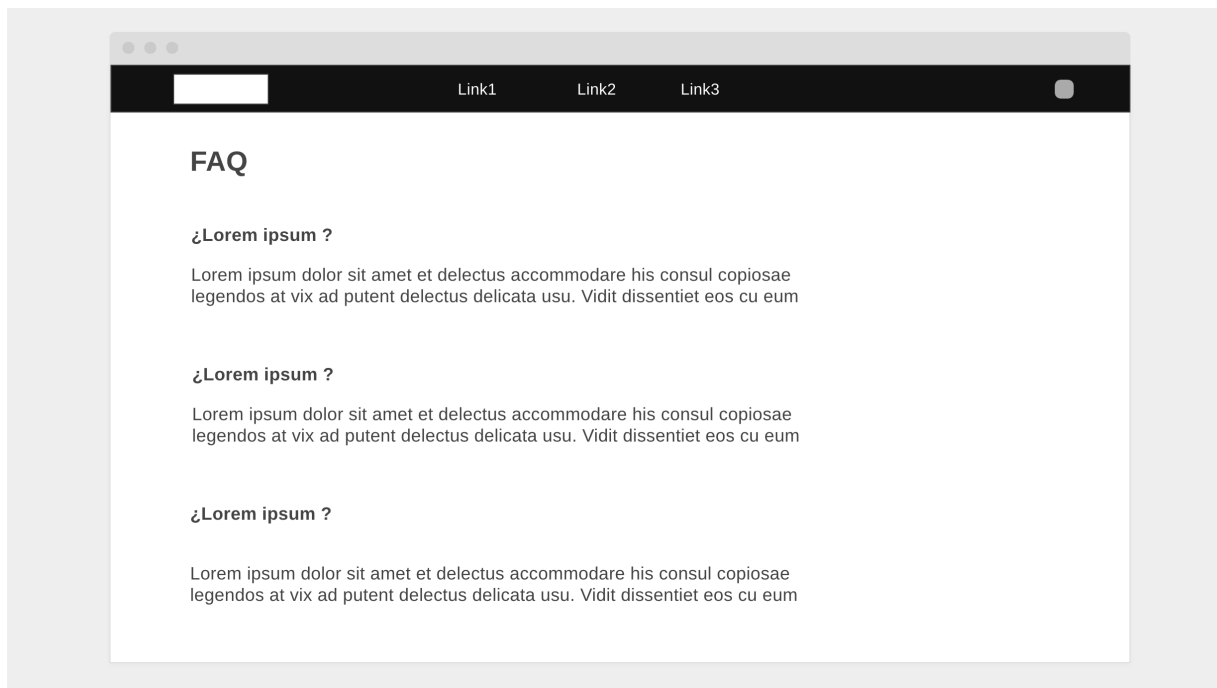 Link1 Link2 Link3
FAQ
¿Lorem ipsum ?
Lorem ipsum dolor sit amet et delectus accommodare his consul copiosae
legendos at vix ad putent delectus delicata usu. Vidit dissentiet eos cu eum
¿Lorem ipsum ?
Lorem ipsum dolor sit amet et delectus accommodare his consul copiosae
legendos at vix ad putent delectus delicata usu. Vidit dissentiet eos cu eum
¿Lorem ipsum ?
Lorem ipsum dolor sit amet et delectus accommodare his consul copiosae
legendos at vix ad putent delectus delicata usu. Vidit dissentiet eos cu eum